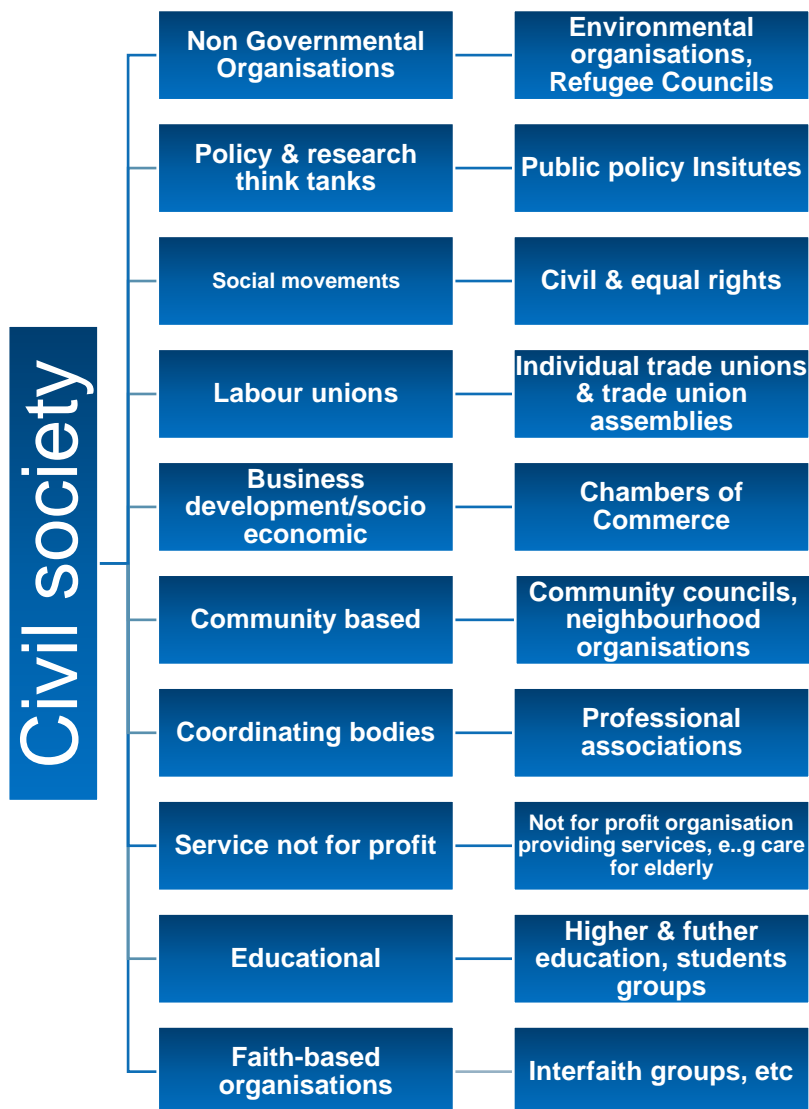 Civil society
Non Governmental
Organisations
Environmental
organisations,
Refugee Councils
Policy & research
think tanks
Public policy Insitutes
Social movements
Civil & equal rights
Labour unions
Individual trade unions
& trade union
assemblies
Business
development/socio
economic
Chambers of
Commerce
Community based
Community councils,
neighbourhood
organisations
Coordinating bodies
Professional
associations
Service not for profit
Not for profit organisation
providing services, e..g care
for elderly
Educational
Higher & futher
education, students
groups
Faith-based
organisations
Interfaith groups, etc